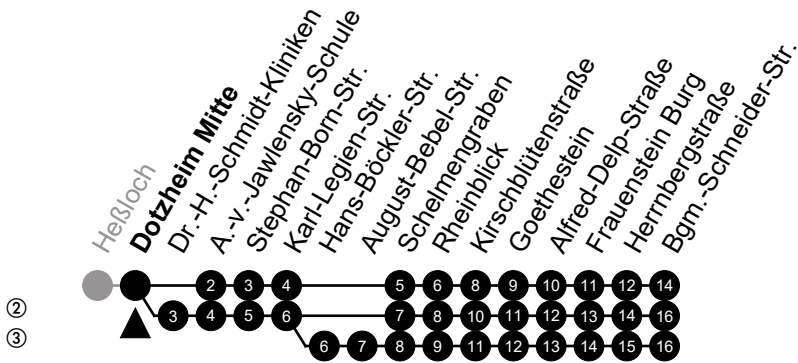 Heßloch
Dotzheim Mitte
Dr.-H.-Schmidt-Kliniken
A.-v.-Jawlensky-Schule
Stephan-Born-Str.
Karl-Legien-Str.
Hans-Böckler-Str.
August-Bebel-Str.
Schelmengraben
Rheinblick
Kirschblütenstraße
Goethestein
Alfred-Delp-Straße
Frauenstein Burg
Herrnbergstraße
Bgm.-Schneider-Str.
2 3 4 5 6 8 9 10 11 12 14
② 3 4 5 6 7 8 10 11 12 13 14 16
③ 6 7 8 9 11 12 13 14 15 16